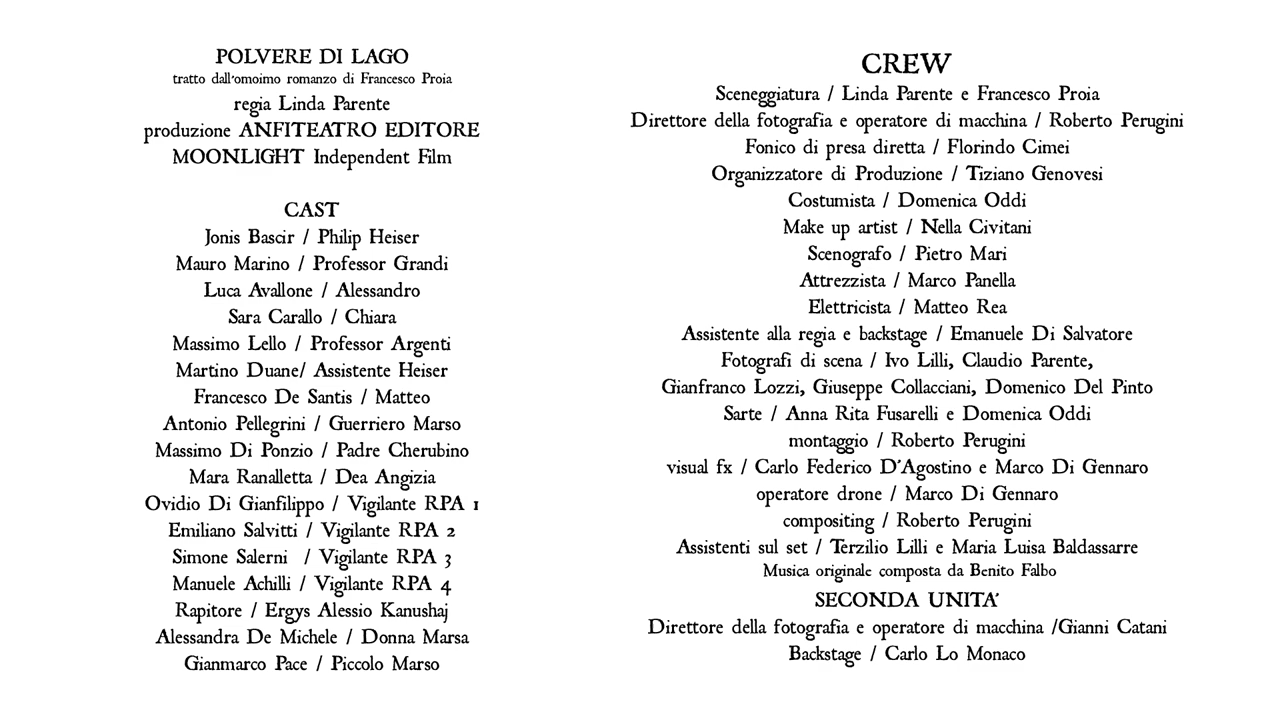 POLVERE DI LAGO
tratto dall'omoimo romanzo di Francesco Proia
regia Linda Parente
produzione ANFITEATRO EDITORE
MOONLIGHT Independent Film
CAST
Jonis Bascir / Philip Heiser
Mauro Marino / Professor Grandi
Luca Avallone / Alessandro
Sara Carallo / Chiara
Massimo Lello / Professor Argenti
Martino Duane/ Assistente Heiser
Francesco De Santis / Matteo
Antonio Pellegrini / Guerriero Marso
Massimo Di Ponzio / Padre Cherubino
Mara Ranalletta / Dea Angizia
Ovidio Di Gianfilippo / Vigilante RPA 1
Emiliano Salvitti / Vigilante RPA 2
Simone Salerni / Vigilante RPA 3
Manuele Achilli / Vigilante RPA 4
Rapitore / Ergys Alessio Kanushaj
Alessandra De Michele / Donna Marsa
Gianmarco Pace / Piccolo Marso
CREW
Sceneggiatura / Linda Parente e Francesco Proia
Direttore della fotografia e operatore di macchina / Roberto Perugini
Fonico di presa diretta / Florindo Cimei
Organizzatore di Produzione / Tiziano Genovesi
Costumista / Domenica Oddi
Make up artist / Nella Civitani
Scenografo / Pietro Mari
Attrezzista / Marco Panella
Elettricista / Matteo Rea
Assistente alla regia e backstage / Emanuele Di Salvatore
Fotografi di scena / Ivo Lilli, Claudio Parente,
Gianfranco Lozzi, Giuseppe Collacciani, Domenico Del Pinto
Sarte / Anna Rita Fusarelli e Domenica Oddi
montaggio / Roberto Perugini
visual fx / Carlo Federico D'Agostino e Marco Di Gennaro
operatore drone / Marco Di Gennaro
compositing / Roberto Perugini
Assistenti sul set / Terzilio Lilli e Maria Luisa Baldassarre
Musica originale composta da Benito Falbo
SECONDA UNITA'
Direttore della fotografia e operatore di macchina /Gianni Catani
Backstage / Carlo Lo Monaco